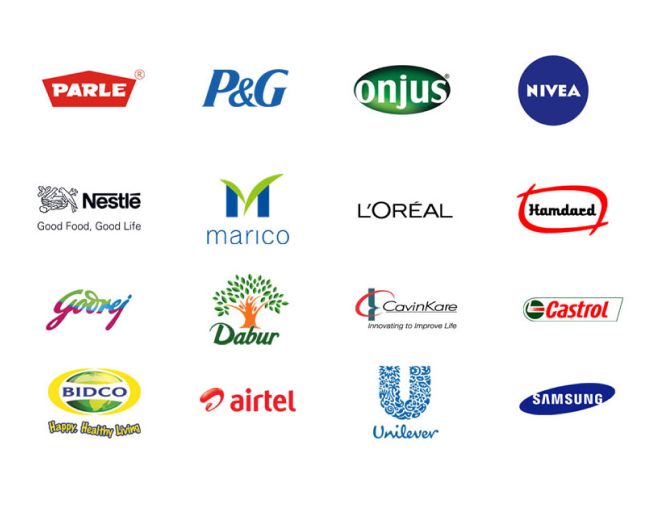 PARLE ®
P&G
onjus ®
NIVEA
Nestlé
Good Food, Good Life
marico
L'ORÉAL
Hamdard
Godrej
Dabur
CavinKare
Innovating to Improve Life
Castrol
BIDCO
Happy, Healthy Living
airtel
Unilever
SAMSUNG